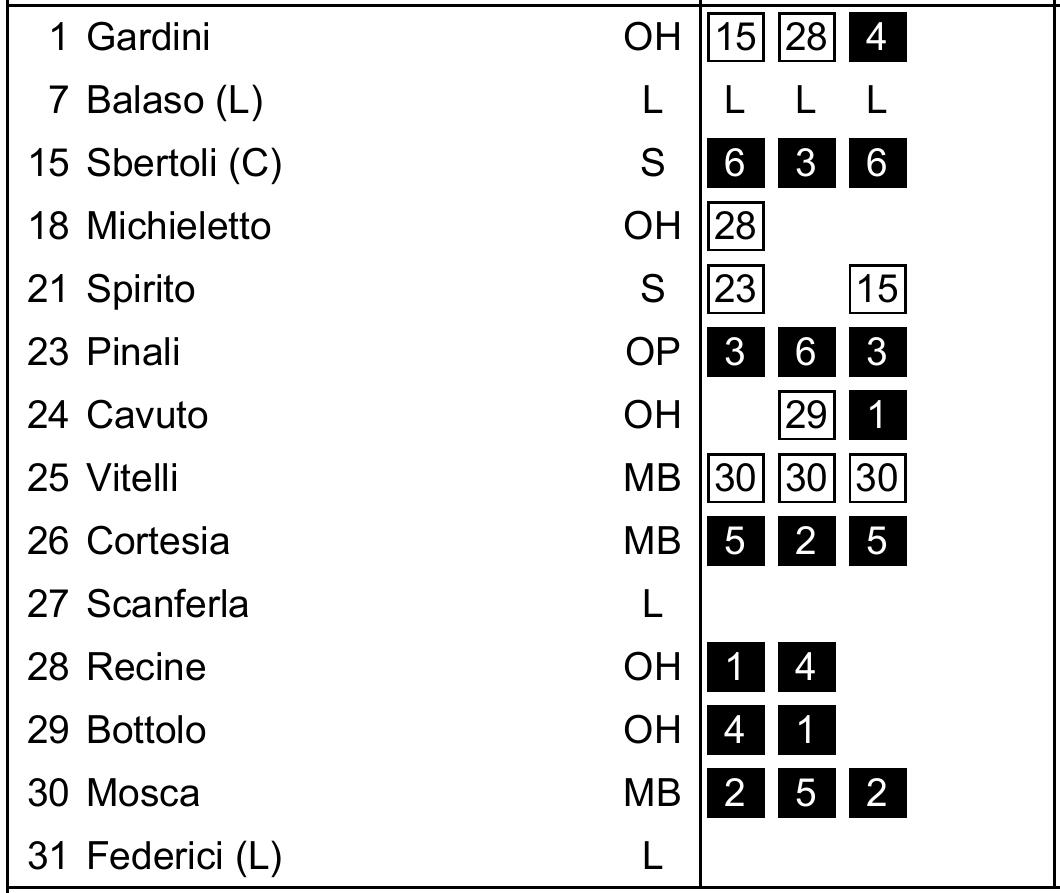 1 Gardini OH 15 28 4
7 Balaso (L) L L L L
15 Sbertoli (C) S 6 3 6
18 Michieletto OH 28
21 Spirito S 23 15
23 Pinali OP 3 6 3
24 Cavuto OH 29 1
25 Vitelli MB 30 30 30
26 Cortesia MB 5 2 5
27 Scanferla L
28 Recine OH 1 4
29 Bottolo OH 4 1
30 Mosca MB 2 5 2
31 Federici (L) L